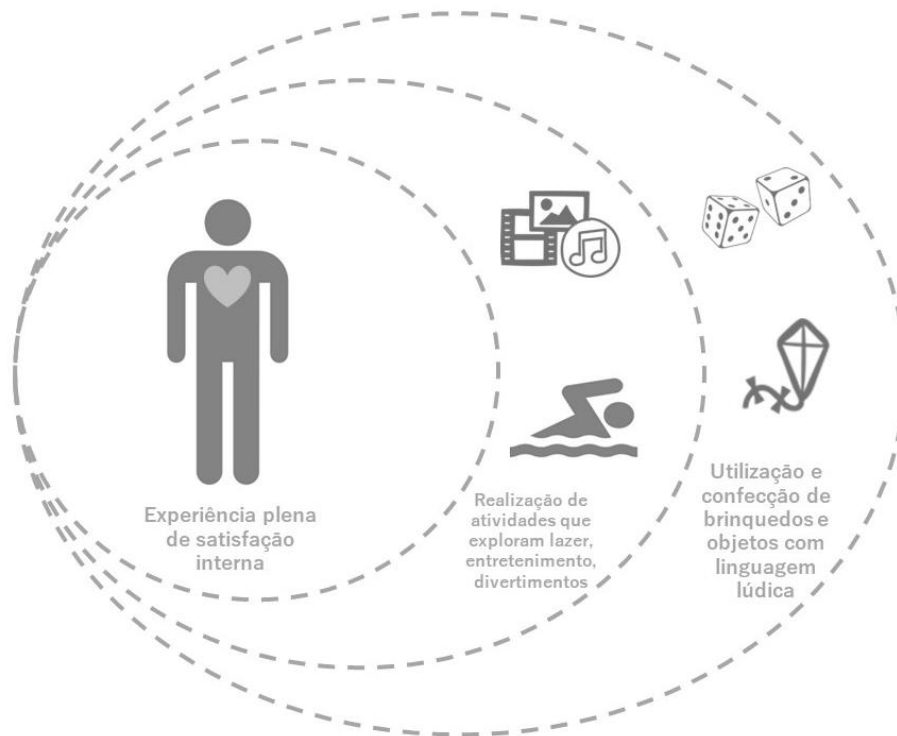 Experiência plena
de satisfação
interna
Realização de
atividades que
exploram lazer,
entretenimento,
divertimentos
Utilização e
confecção de
brinquedos e
objetos com
linguagem
lúdica